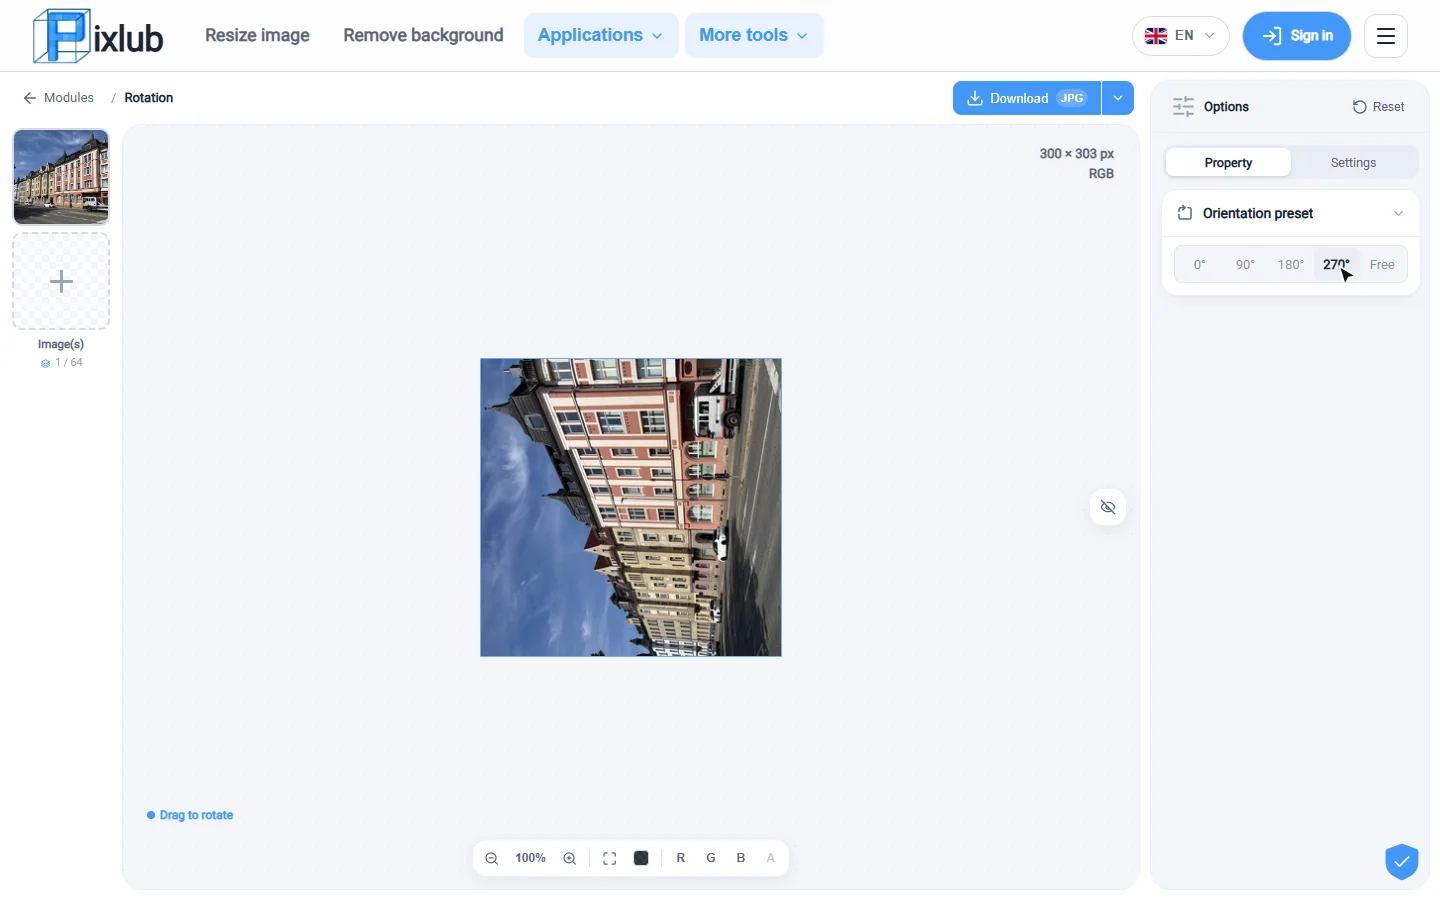 Pixlub
Resize image
Remove background
Applications
More tools
EN
Sign in
Modules / Rotation
Download JPG
300 × 303 px
RGB
Image(s)
1 / 64
Drag to rotate
100%
R G B A
Options
Reset
Property
Settings
Orientation preset
0° 90° 180° 270° Free